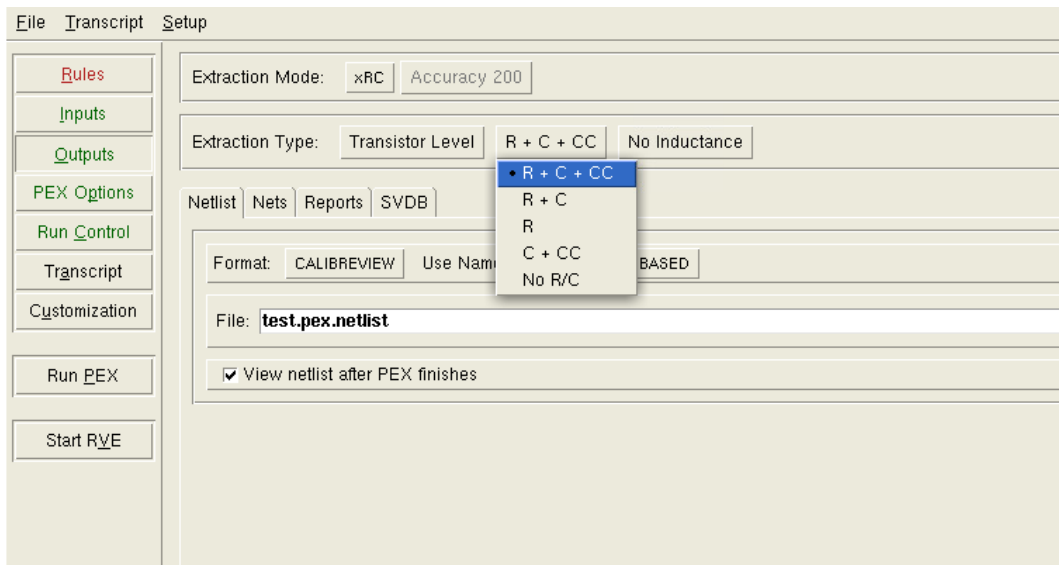 File Transcript Setup
Rules
Inputs
Outputs
PEX Options
Run Control
Transcript
Customization
Run PEX
Start RVE
Extraction Mode: xRC Accuracy 200
Extraction Type: Transistor Level R + C + CC No Inductance
• R + C + CC
R + C
R
C + CC
No R/C
Netlist Nets Reports SVDB
Format: CALIBREVIEW Use Nam BASED
File: test.pex.netlist
View netlist after PEX finishes